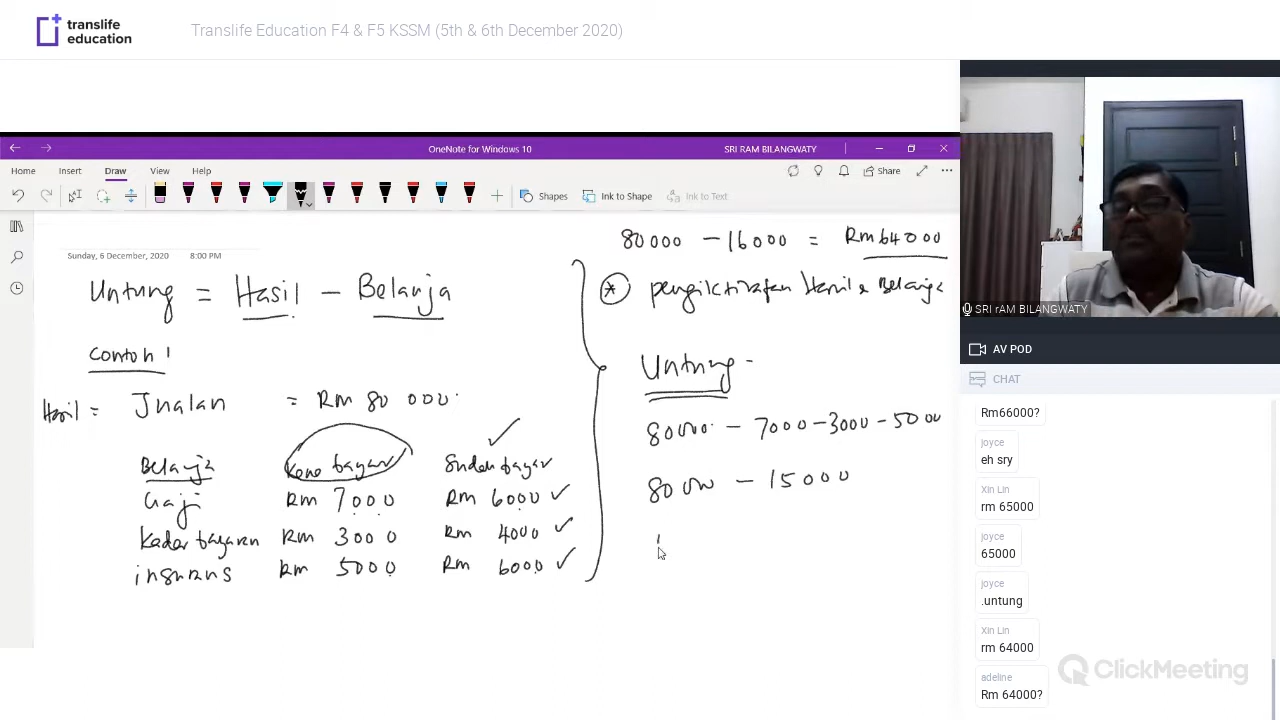 translife
education
Translife Education F4 & F5 KSSM (5th & 6th December 2020)
OneNote for Windows 10
SRI RAM BILANGWATY
Home Insert Draw View Help
Share
Shapes Ink to Shape Ink to Text
Sunday, 6 December, 2020 8:00 PM
Untung = Hasil - Belanja
Contoh 1
Hasil = Jualan = Rm 80 000
Belanja kena bayar Sudah bayar ✓
Gaji Rm 7000 Rm 6000 ✓
kadar bayaran Rm 3000 Rm 4000 ✓
insurans Rm 5000 Rm 6000 ✓
80000 - 16000 = Rm 64000
* pengiktirafan Hasil & Belanja
Untung -
80000 - 7000 - 3000 - 5000
80000 - 15000
SRI rAM BILANGWATY
AV POD
CHAT
Rm66000?
joyce
eh sry
Xin Lin
rm 65000
joyce
65000
joyce
.untung
Xin Lin
rm 64000
adeline
Rm 64000?
ClickMeeting